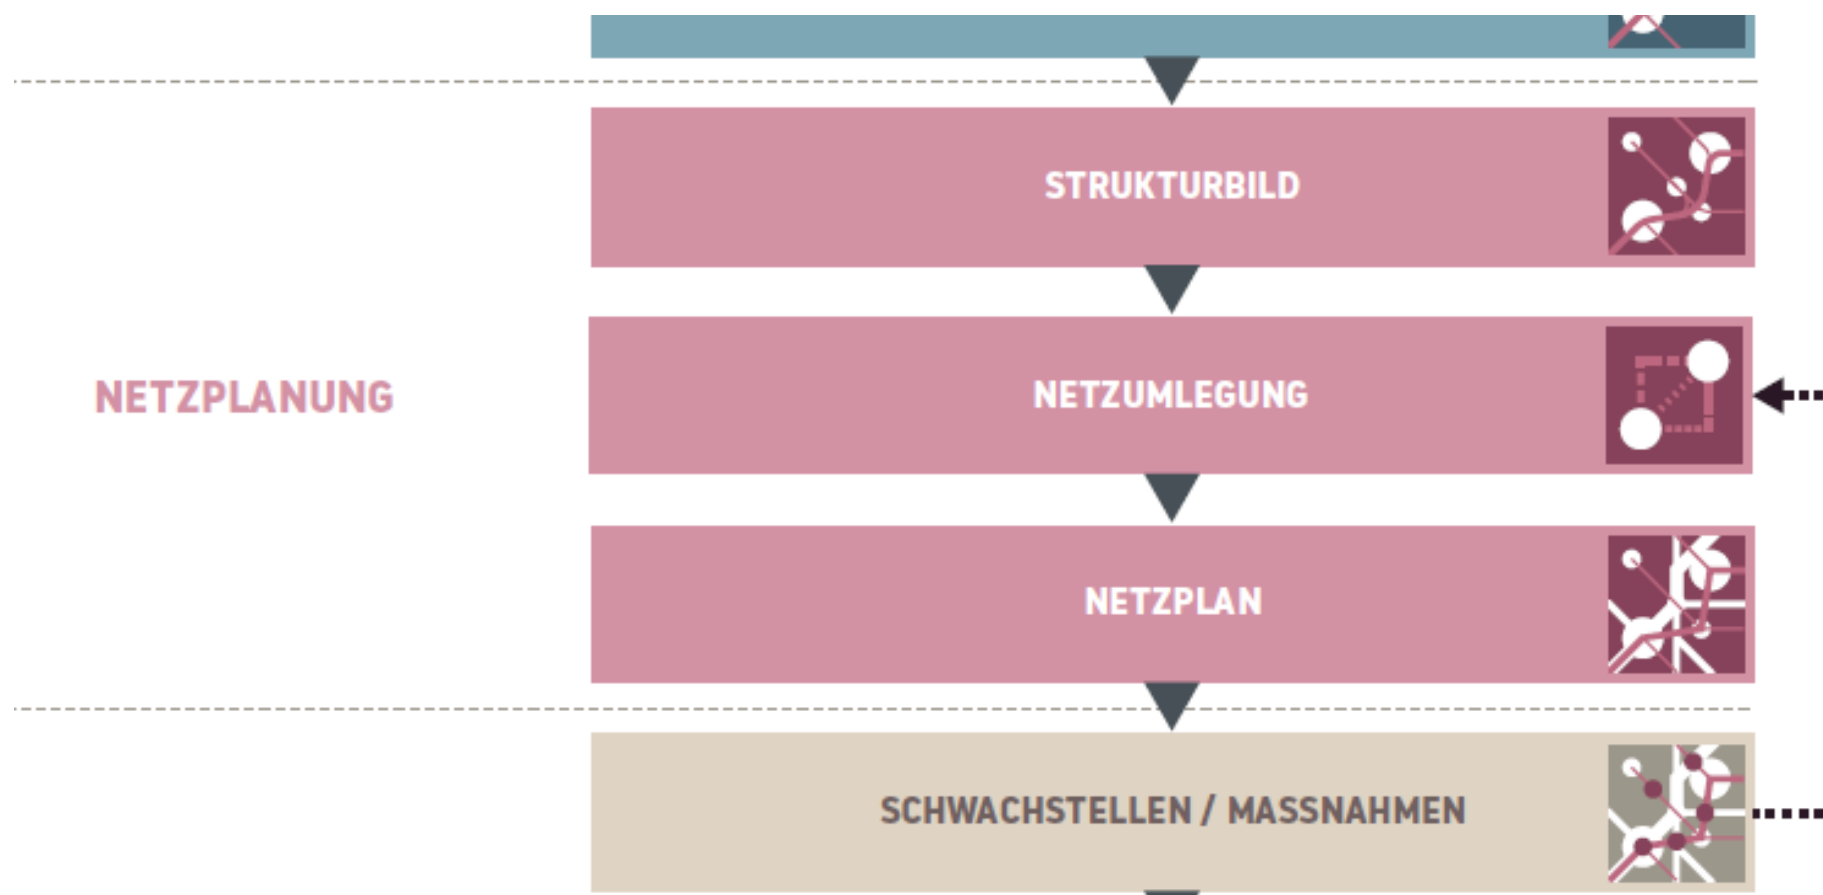 STRUKTURBILD
NETZPLANUNG
NETZUMLEGUNG
NETZPLAN
SCHWACHSTELLEN / MASSNAHMEN